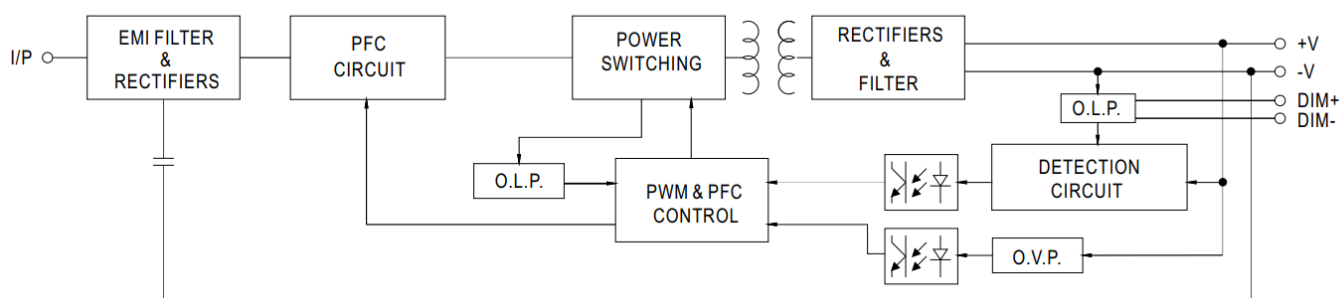 I/P
EMI FILTER
&
RECTIFIERS
PFC
CIRCUIT
POWER
SWITCHING
RECTIFIERS
&
FILTER
+V
-V
DIM+
DIM-
O.L.P.
DETECTION
CIRCUIT
O.L.P.
PWM & PFC
CONTROL
O.V.P.